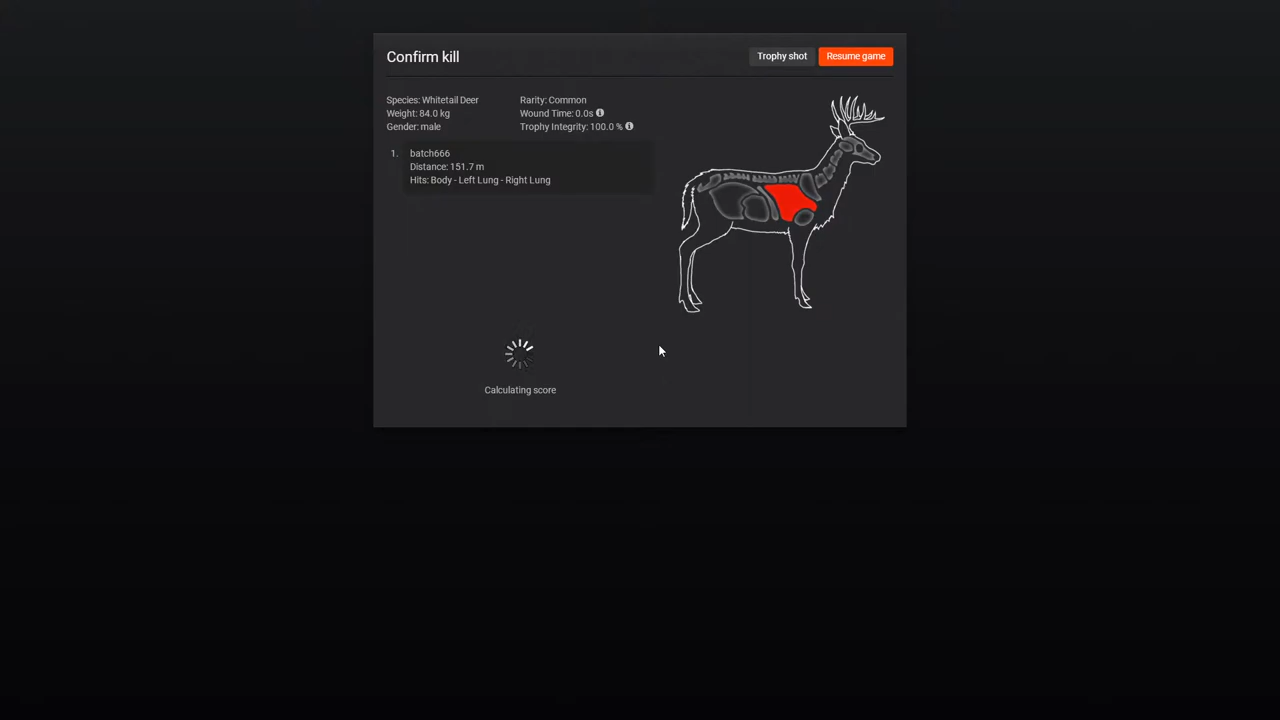 Confirm kill
Trophy shot
Resume game
Species: Whitetail Deer
Rarity: Common
Weight: 84.0 kg
Wound Time: 0.0s
Gender: male
Trophy Integrity: 100.0 %
1. batch666
Distance: 151.7 m
Hits: Body - Left Lung - Right Lung
Calculating score